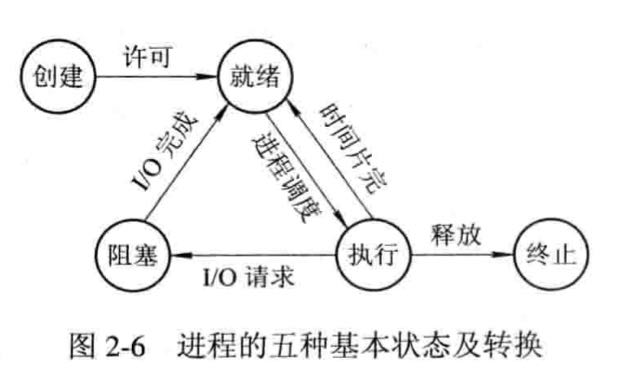 创建
许可
就绪
I/O 完成
进程调度
时间片完
阻塞
I/O 请求
执行
释放
终止
图 2-6 进程的五种基本状态及转换